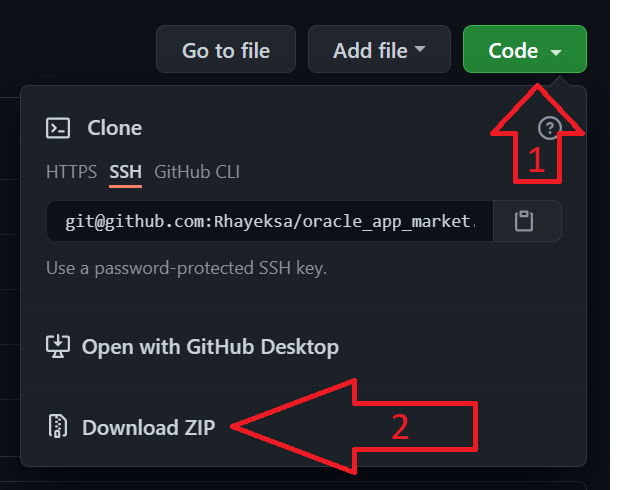 Go to file Add file Code
Clone
?
1
HTTPS SSH GitHub CLI
git@github.com:Rhayeksa/oracle_app_market.
Use a password-protected SSH key.
Open with GitHub Desktop
Download ZIP
2